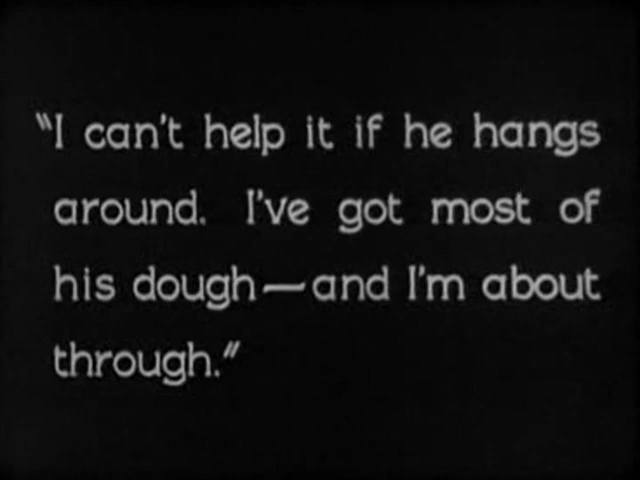 "I can't help it if he hangs
around. I've got most of
his dough—and I'm about
through."